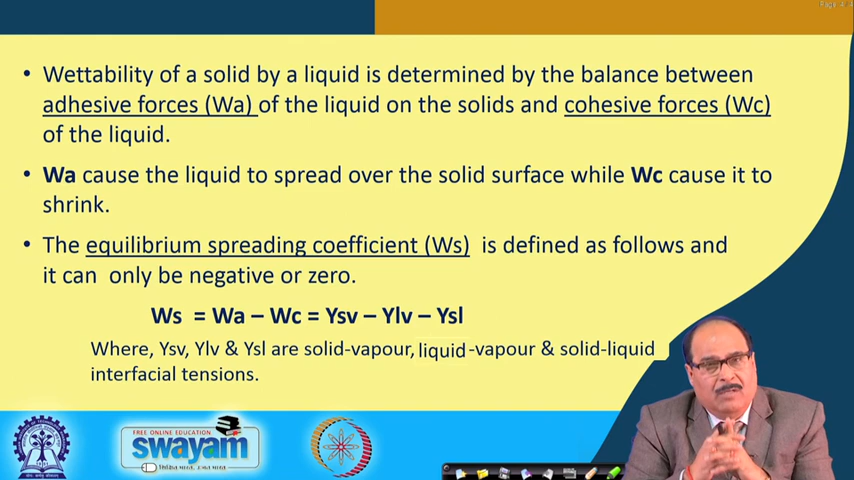 Page 4/4
• Wettability of a solid by a liquid is determined by the balance between
adhesive forces (Wa) of the liquid on the solids and cohesive forces (Wc)
of the liquid.
• Wa cause the liquid to spread over the solid surface while Wc cause it to
shrink.
• The equilibrium spreading coefficient (Ws) is defined as follows and
it can only be negative or zero.
Ws = Wa – Wc = Ysv – Ylv – Ysl
Where, Ysv, Ylv & Ysl are solid-vapour, liquid-vapour & solid-liquid
interfacial tensions.
FREE ONLINE EDUCATION
swayam